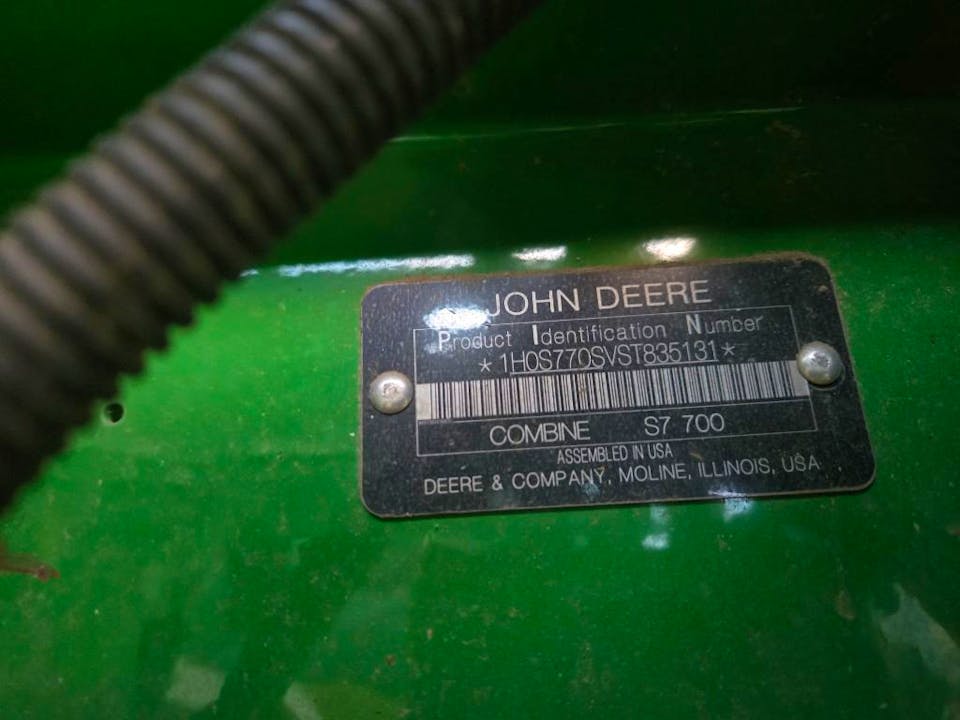 JOHN DEERE
Product Identification Number
*1H0S770SVST835131*
COMBINE S7 700
ASSEMBLED IN USA
DEERE & COMPANY, MOLINE, ILLINOIS, USA